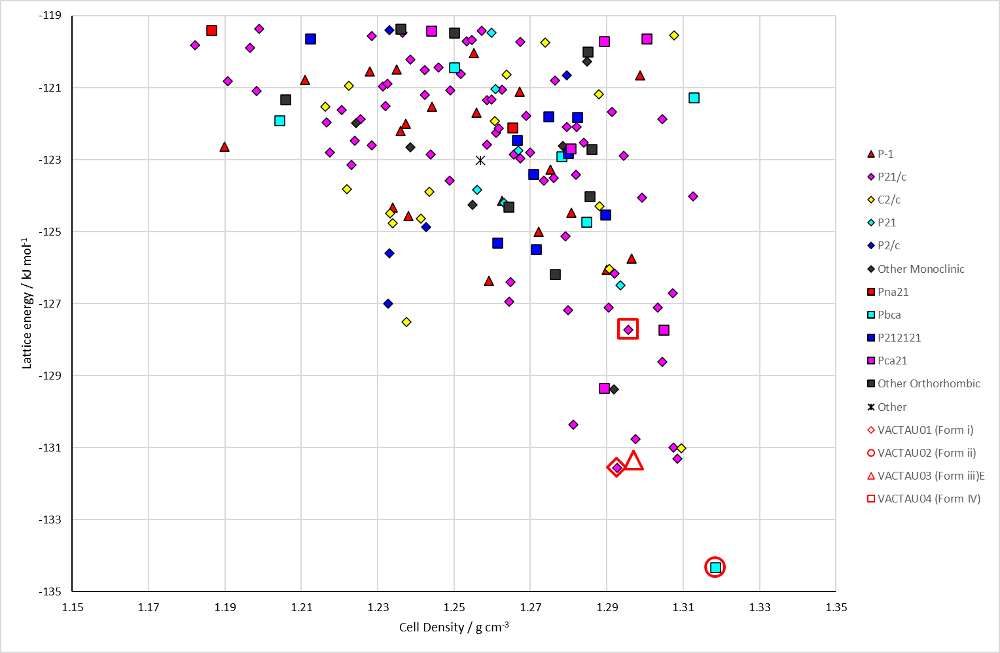 -119
-121
-123
-125
-127
-129
-131
-133
-135
Lattice energy / kJ mol-1
1.15 1.17 1.19 1.21 1.23 1.25 1.27 1.29 1.31 1.33 1.35
Cell Density / g cm-3
P-1
P21/c
C2/c
P21
P2/c
Other Monoclinic
Pna21
Pbca
P212121
Pca21
Other Orthorhombic
Other
VACTAU01 (Form i)
VACTAU02 (Form ii)
VACTAU03 (Form iii)E
VACTAU04 (Form IV)